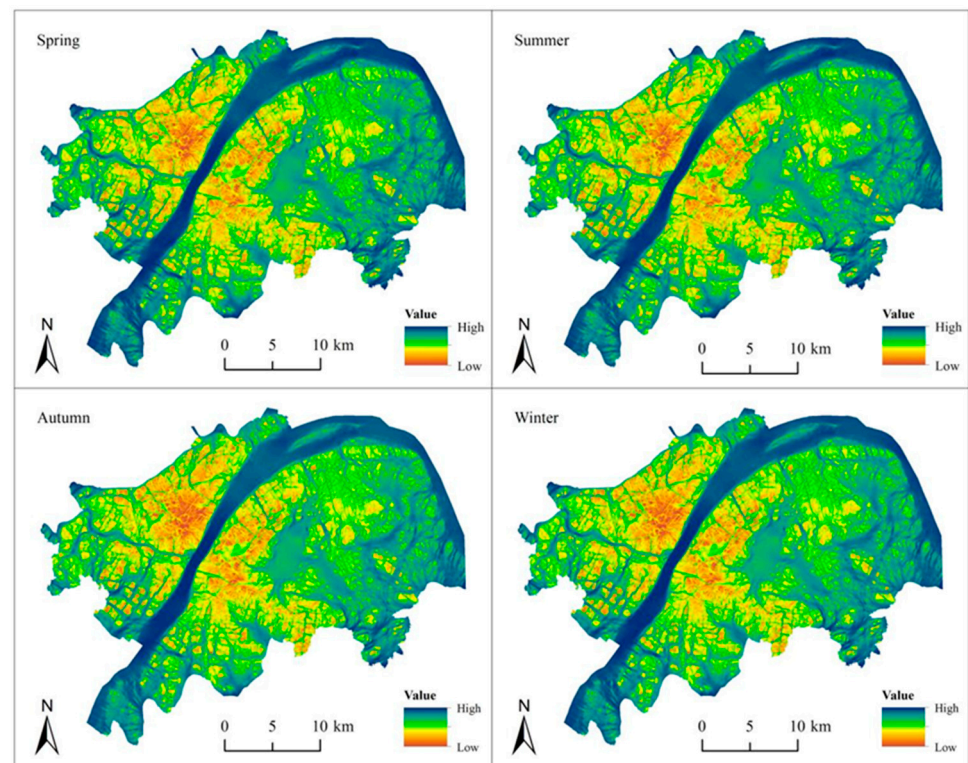 Spring
N
0 5 10 km
Value
High
Low
Summer
N
0 5 10 km
Value
High
Low
Autumn
N
0 5 10 km
Value
High
Low
Winter
N
0 5 10 km
Value
High
Low